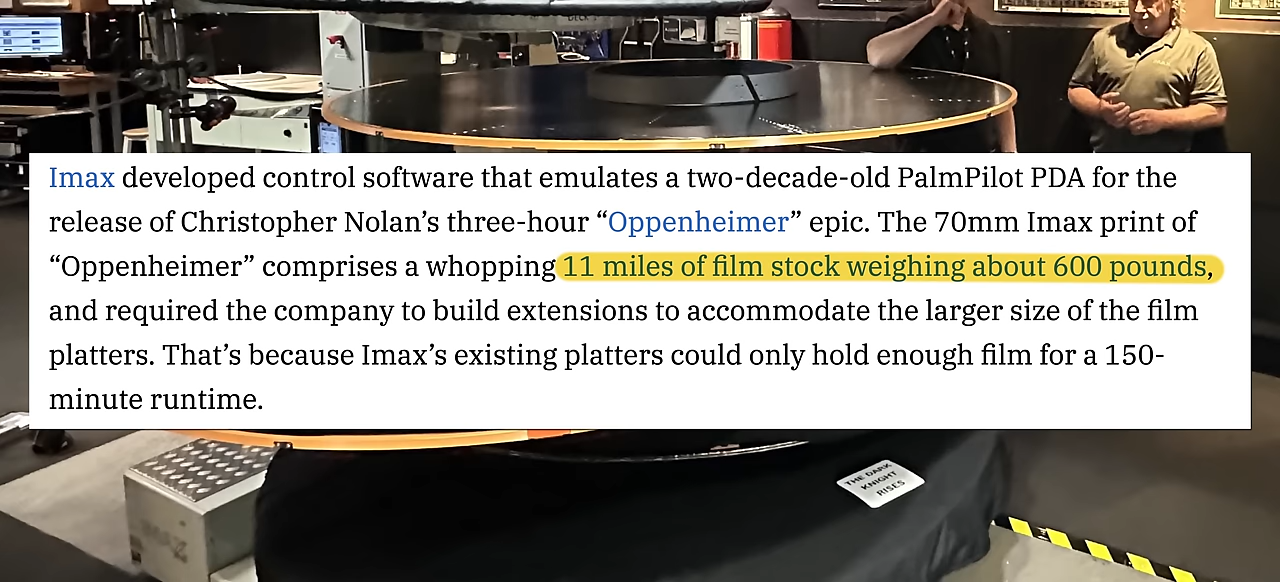 Imax developed control software that emulates a two-decade-old PalmPilot PDA for the
release of Christopher Nolan’s three-hour “Oppenheimer” epic. The 70mm Imax print of
“Oppenheimer” comprises a whopping 11 miles of film stock weighing about 600 pounds,
and required the company to build extensions to accommodate the larger size of the film
platters. That’s because Imax’s existing platters could only hold enough film for a 150-
minute runtime.
THE DARK
KNIGHT
RISES